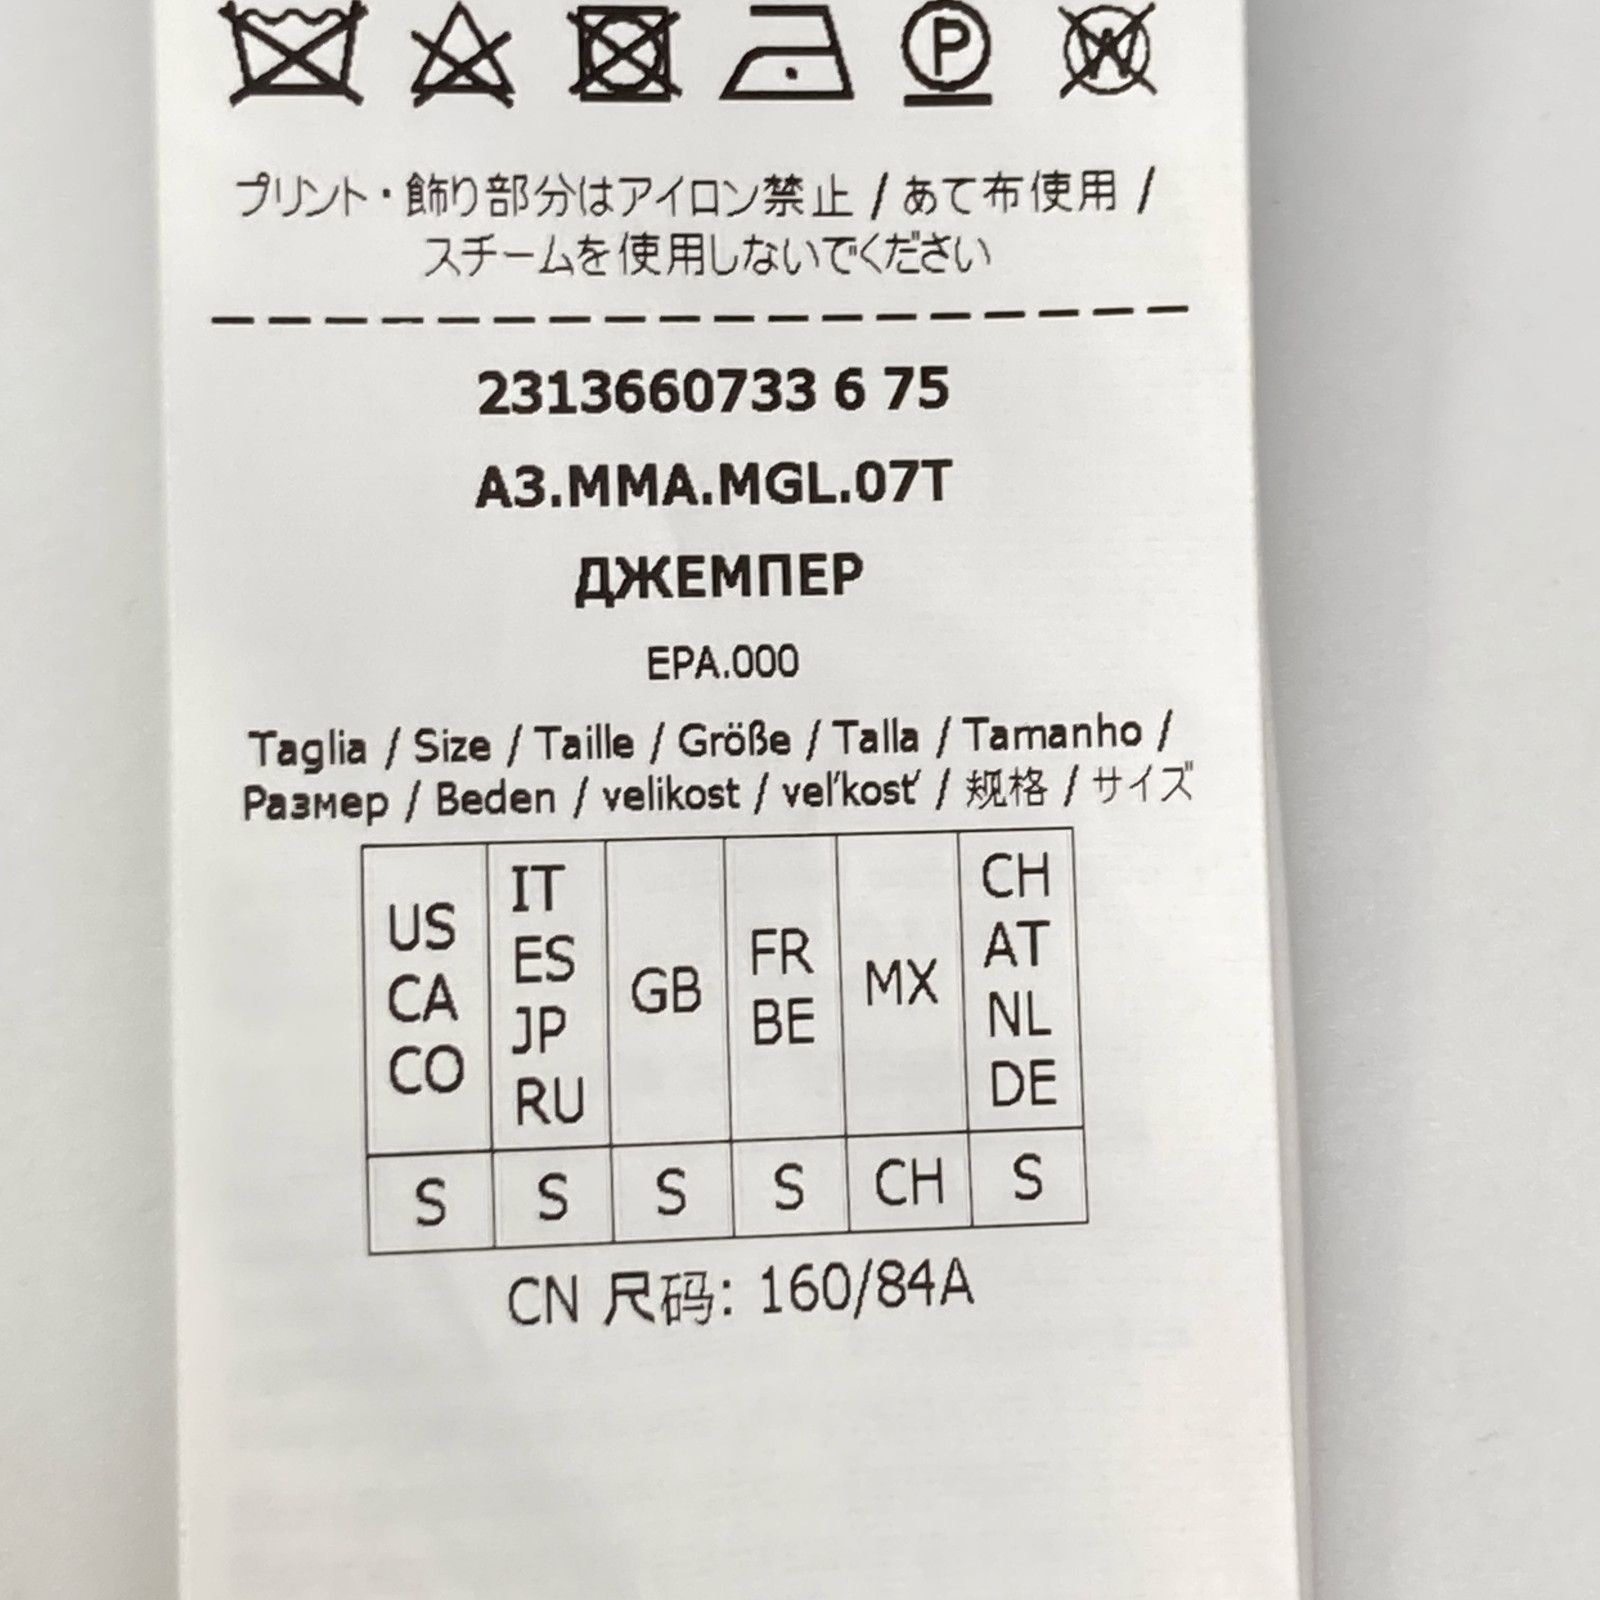 P W
プリント・飾り部分はアイロン禁止 / あて布使用 /
スチームを使用しないでください
2313660733 6 75
A3.MMA.MGL.07T
ДЖЕМПЕР
EPA.000
Taglia / Size / Taille / Größe / Talla / Tamanho /
Размер / Beden / velikost / veľkosť / 规格 / サイズ
US CA CO
IT ES JP RU
GB
FR BE
MX
CH AT NL DE
S S S S CH S
CN 尺码: 160/84A